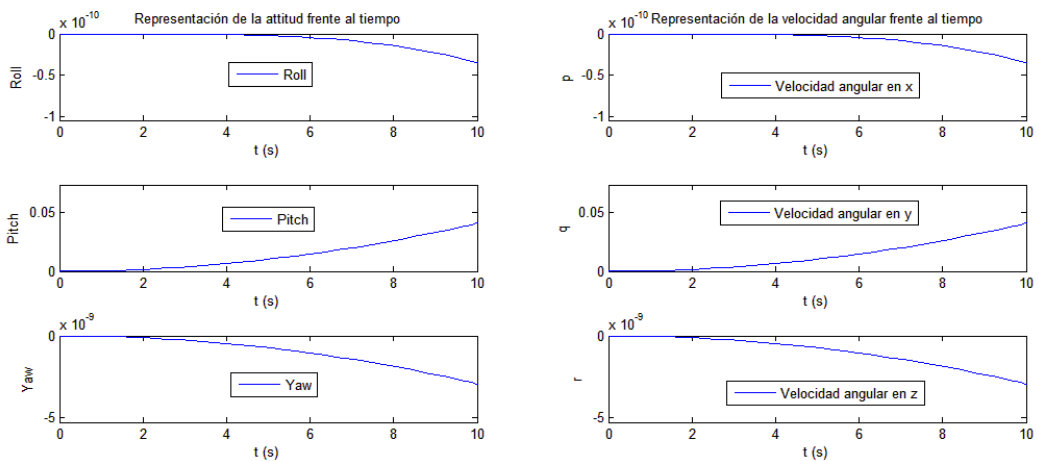 Representación de la attitud frente al tiempo
x 10^-10
0
-0.5
-1
Roll
Roll
0 2 4 6 8 10
t (s)
0.05
0
Pitch
Pitch
0 2 4 6 8 10
t (s)
x 10^-9
0
-5
Yaw
Yaw
0 2 4 6 8 10
t (s)
Representación de la velocidad angular frente al tiempo
x 10^-10
0
-0.5
-1
p
Velocidad angular en x
0 2 4 6 8 10
t (s)
0.05
0
q
Velocidad angular en y
0 2 4 6 8 10
t (s)
x 10^-9
0
-5
r
Velocidad angular en z
0 2 4 6 8 10
t (s)